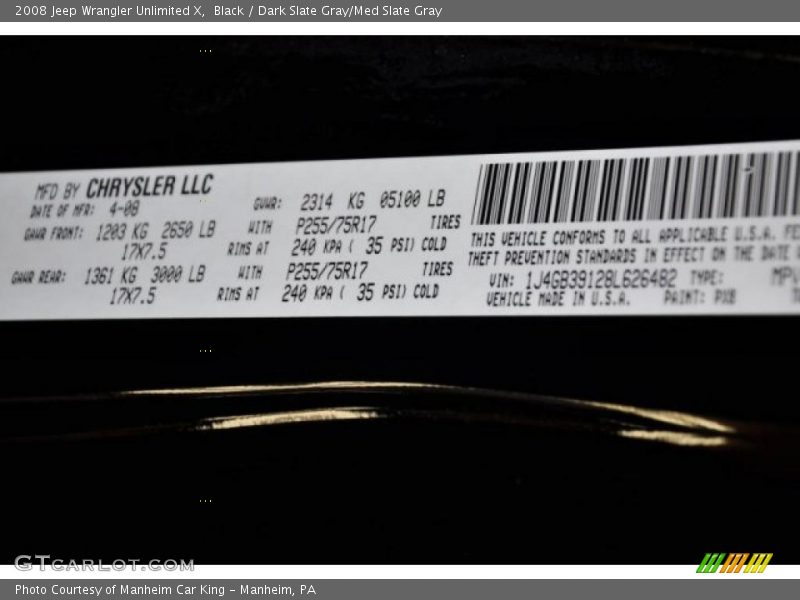 2008 Jeep Wrangler Unlimited X, Black / Dark Slate Gray/Med Slate Gray
MFD BY CHRYSLER LLC
DATE OF MFR: 4-08
GVWR: 2314 KG 05100 LB
GAWR FRONT: 1203 KG 2650 LB WITH P255/75R17 TIRES
17X7.5 RIMS AT 240 KPA ( 35 PSI) COLD
GAWR REAR: 1361 KG 3000 LB WITH P255/75R17 TIRES
17X7.5 RIMS AT 240 KPA ( 35 PSI) COLD
THIS VEHICLE CONFORMS TO ALL APPLICABLE U.S.A.
THEFT PREVENTION STANDARDS IN EFFECT ON THE DATE
VIN: 1J4GB39128L626482 TYPE: MPV
VEHICLE MADE IN U.S.A. PAINT: PX8
GTCARLOT.COM
Photo Courtesy of Manheim Car King - Manheim, PA